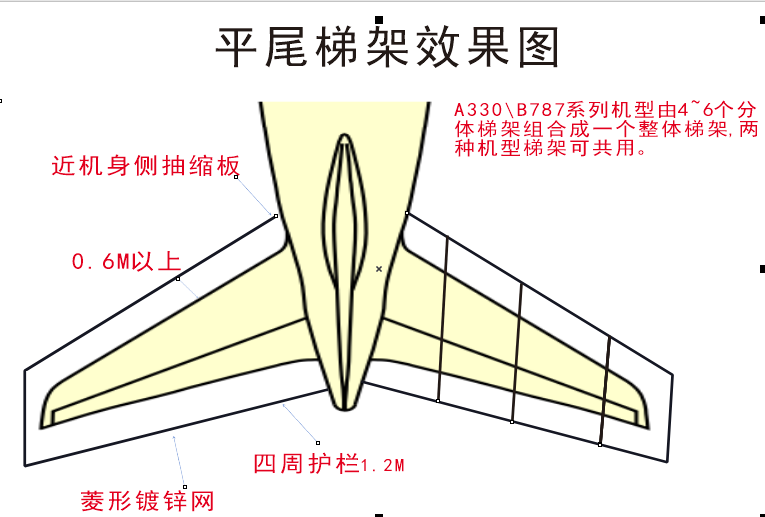 平尾梯架效果图
A330\B787系列机型由4~6个分
体梯架组合成一个整体梯架,两
种机型梯架可共用。
近机身侧抽缩板
0.6M以上
四周护栏1.2M
菱形镀锌网